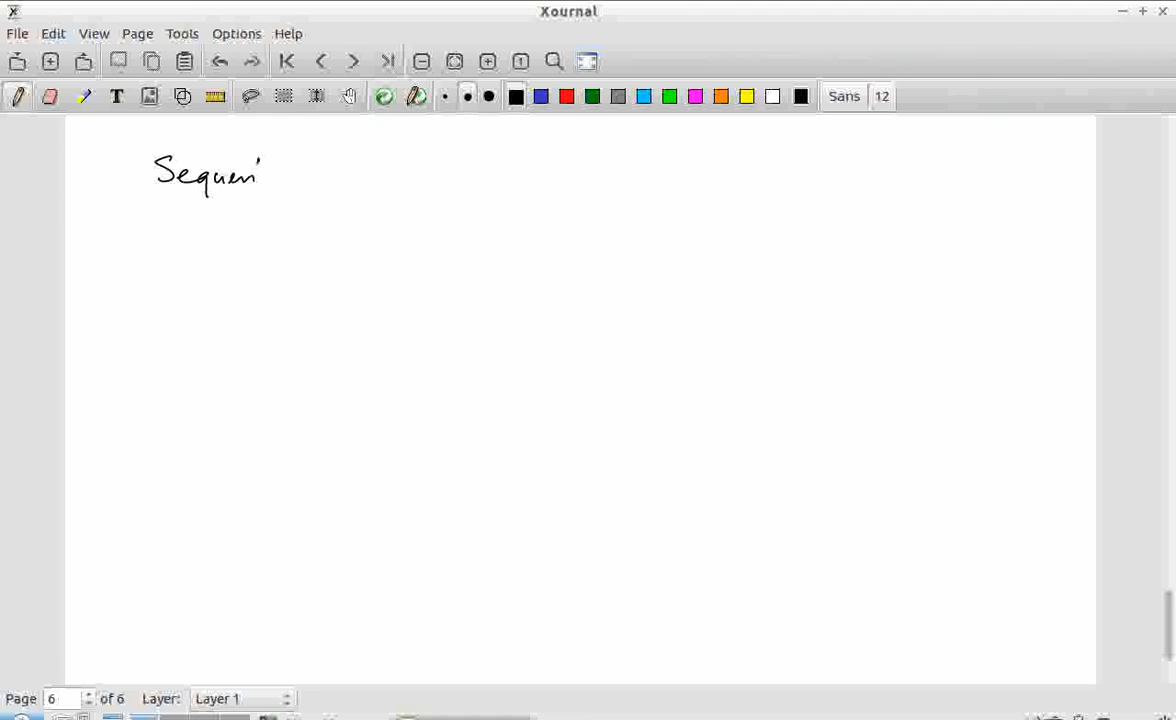 Xournal
File Edit View Page Tools Options Help
Sans 12
Sequen
Page 6 of 6 Layer: Layer 1